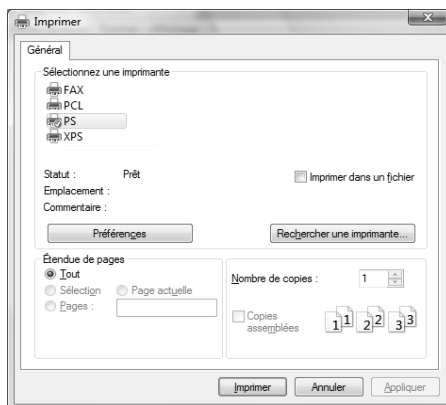 Imprimer
Général
Sélectionnez une imprimante
FAX
PCL
PS
XPS
Statut : Prêt
Imprimer dans un fichier
Emplacement :
Commentaire :
Préférences
Rechercher une imprimante...
Étendue de pages
Tout
Sélection Page actuelle
Pages :
Nombre de copies : 1
Copies
assemblées
1 1 2 2 3 3
Imprimer Annuler Appliquer